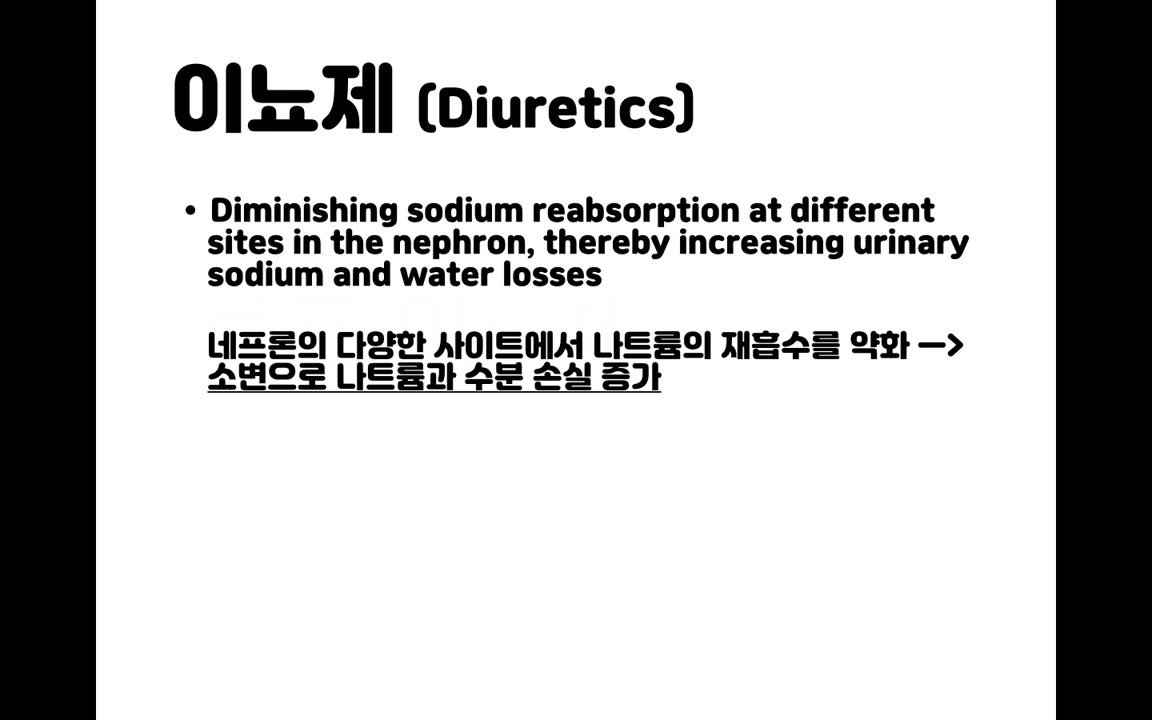 이뇨제 (Diuretics)
• Diminishing sodium reabsorption at different
sites in the nephron, thereby increasing urinary
sodium and water losses
네프론의 다양한 사이트에서 나트륨의 재흡수를 약화 —>
소변으로 나트륨과 수분 손실 증가